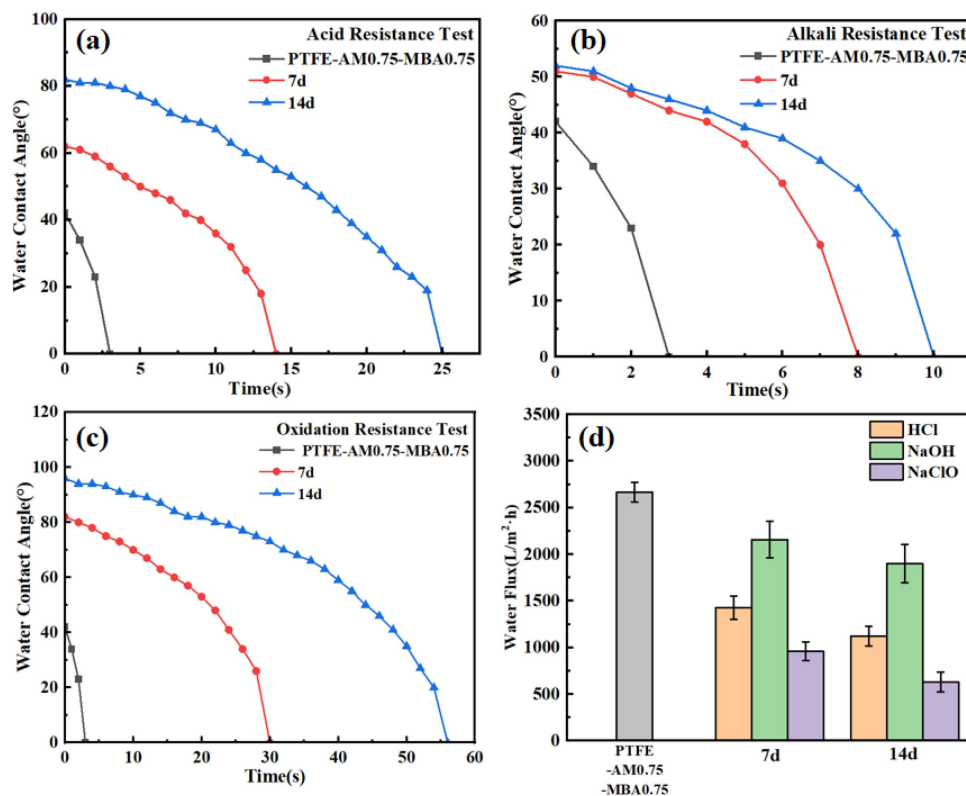 (a)
Acid Resistance Test
PTFE-AM0.75-MBA0.75
7d
14d
Water Contact Angle(°)
100
80
60
40
20
0
0 5 10 15 20 25
Time(s)
(b)
Alkali Resistance Test
PTFE-AM0.75-MBA0.75
7d
14d
Water Contact Angle(°)
60
50
40
30
20
10
0
0 2 4 6 8 10
Time(s)
(c)
Oxidation Resistance Test
PTFE-AM0.75-MBA0.75
7d
14d
Water Contact Angle(°)
120
100
80
60
40
20
0
0 10 20 30 40 50 60
Time(s)
(d)
HCl
NaOH
NaClO
Water Flux(L/m²·h)
3500
3000
2500
2000
1500
1000
500
0
PTFE
-AM0.75
-MBA0.75
7d
14d